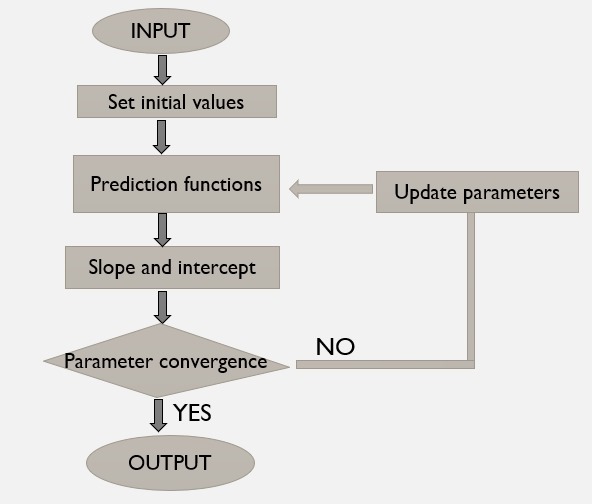 INPUT
Set initial values
Prediction functions
Update parameters
Slope and intercept
Parameter convergence
NO
YES
OUTPUT